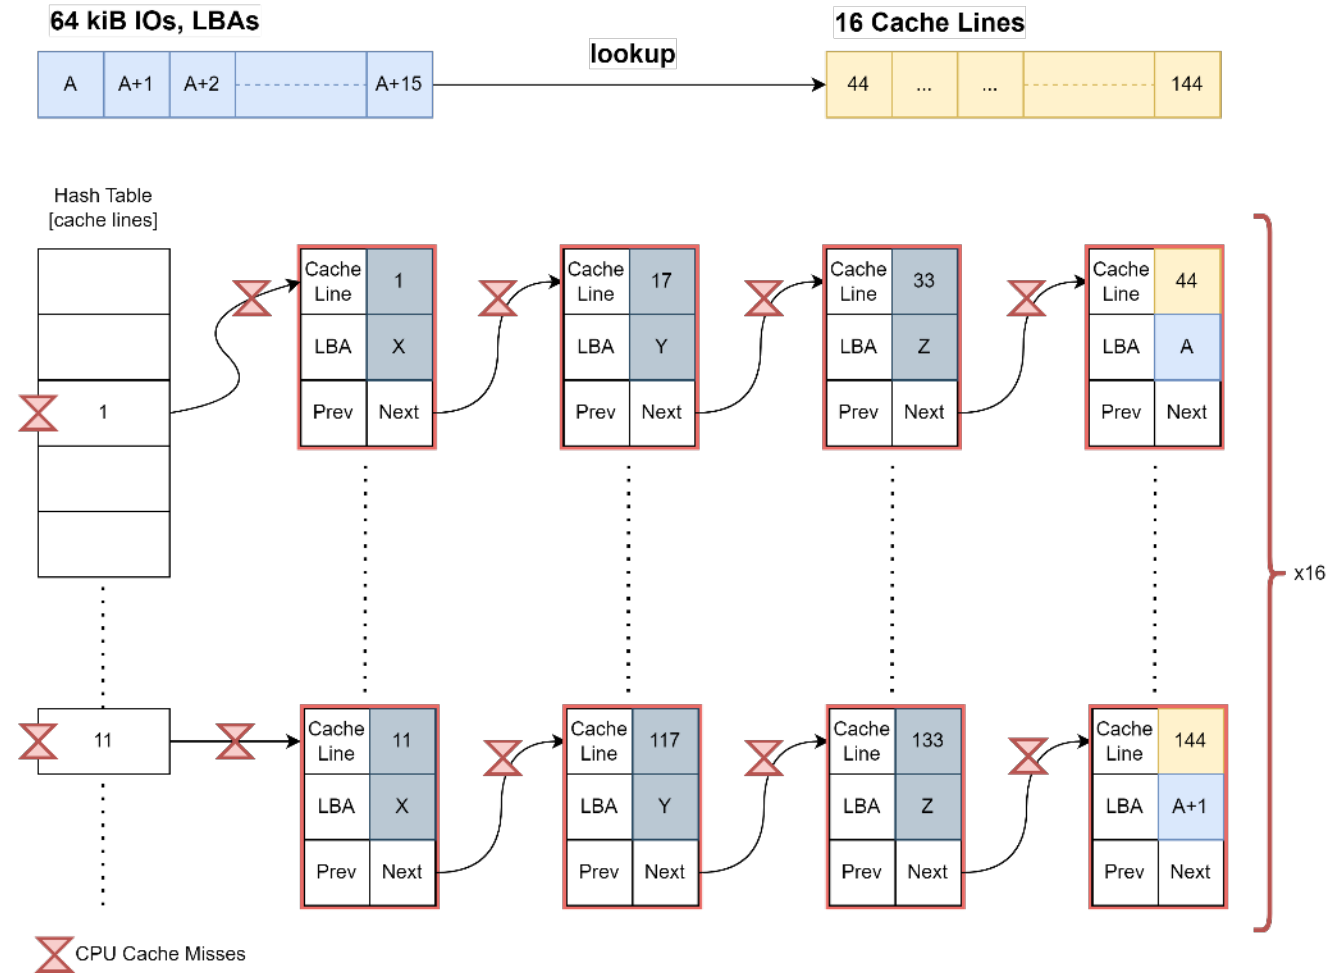 64 kiB IOs, LBAs
16 Cache Lines
lookup
A A+1 A+2 A+15
44 ... ... 144
Hash Table
[cache lines]
Cache Line 1
LBA X
Prev Next
Cache Line 17
LBA Y
Prev Next
Cache Line 33
LBA Z
Prev Next
Cache Line 44
LBA A
Prev Next
1
x16
11
Cache Line 11
LBA X
Prev Next
Cache Line 117
LBA Y
Prev Next
Cache Line 133
LBA Z
Prev Next
Cache Line 144
LBA A+1
Prev Next
CPU Cache Misses